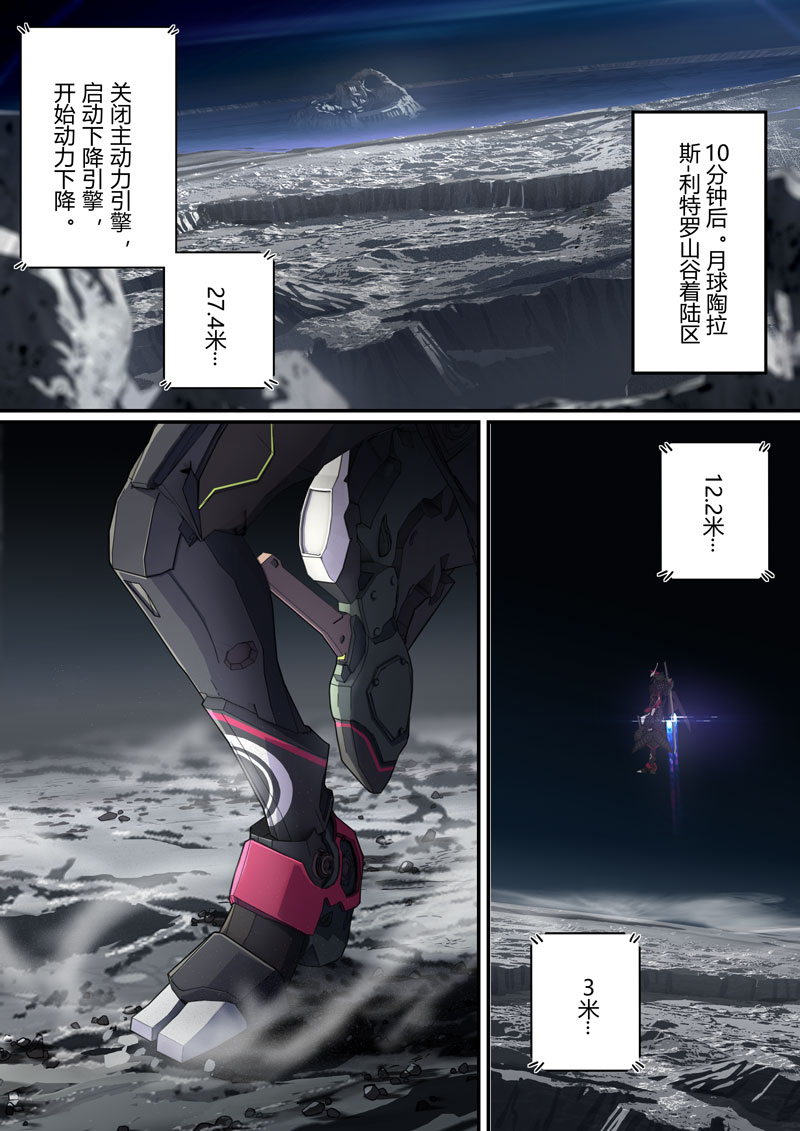 10分钟后。月球陶拉
斯-利特罗山谷着陆区
关闭主动力引擎，
启动下降引擎，
开始动力下降。
27.4米…
12.2米…
3米…